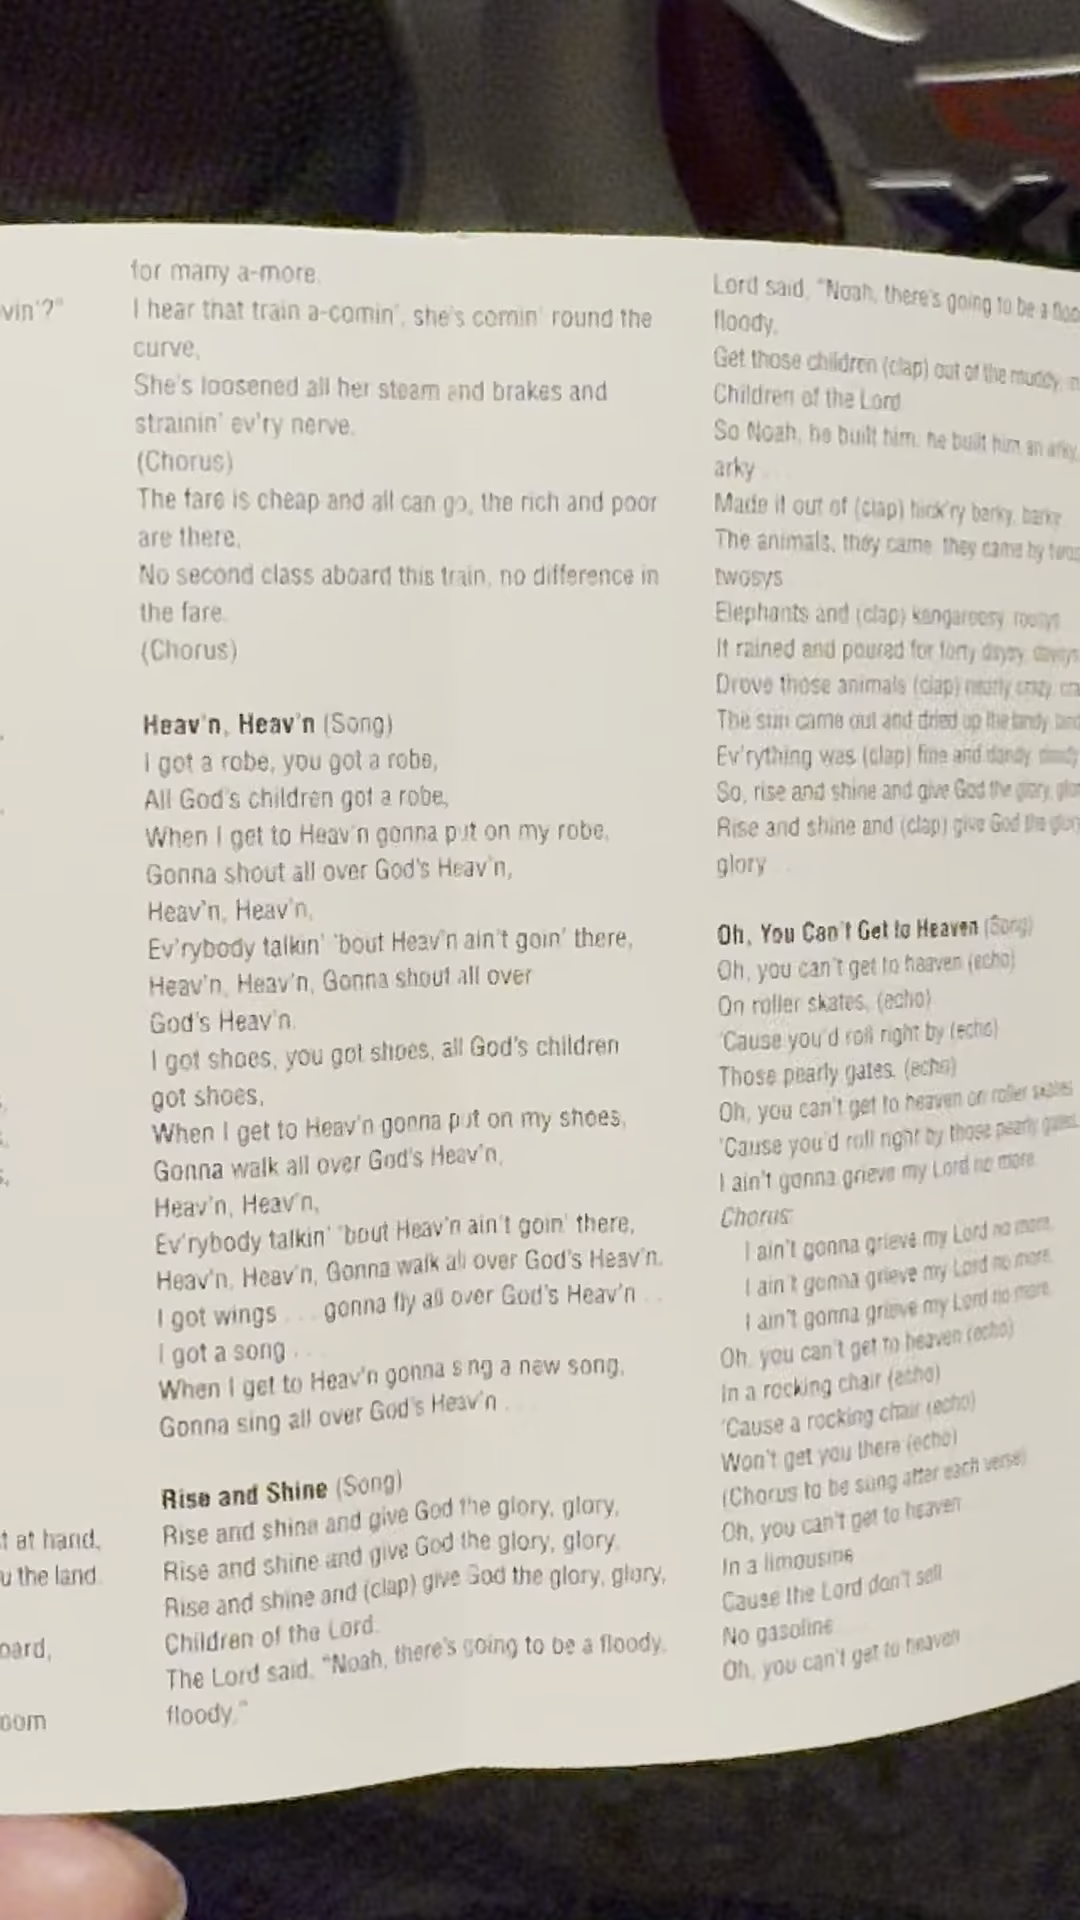 vin'?"
t at hand,
u the land.
oard,
oom
for many a-more.
I hear that train a-comin', she's comin' round the
curve,
She's loosened all her steam and brakes and
strainin' ev'ry nerve.
(Chorus)
The fare is cheap and all can go, the rich and poor
are there,
No second class aboard this train, no difference in
the fare.
(Chorus)
Heav'n, Heav'n (Song)
I got a robe, you got a robe,
All God's children got a robe,
When I get to Heav'n gonna put on my robe,
Gonna shout all over God's Heav'n,
Heav'n, Heav'n,
Ev'rybody talkin' 'bout Heav'n ain't goin' there,
Heav'n, Heav'n, Gonna shout all over
God's Heav'n.
I got shoes, you got shoes, all God's children
got shoes,
When I get to Heav'n gonna put on my shoes,
Gonna walk all over God's Heav'n,
Heav'n, Heav'n,
Ev'rybody talkin' 'bout Heav'n ain't goin' there,
Heav'n, Heav'n, Gonna walk all over God's Heav'n.
I got wings . . . gonna fly all over God's Heav'n . .
I got a song . . .
When I get to Heav'n gonna sing a new song,
Gonna sing all over God's Heav'n . . .
Rise and Shine (Song)
Rise and shine and give God the glory, glory,
Rise and shine and give God the glory, glory.
Rise and shine and (clap) give God the glory, glory,
Children of the Lord.
The Lord said, "Noah, there's going to be a floody,
floody,"
Lord said, "Noah, there's going to be a floo
floody,
Get those children (clap) out of the muddy, m
Children of the Lord
So Noah, he built him, he built him an arky,
arky . . .
Made it out of (clap) hick'ry barky, barky
The animals, they came, they came by twos
twosys
Elephants and (clap) kangaroosy, roosys
It rained and poured for forty daysy, daysys
Drove those animals (clap) nearly crazy, cra
The sun came out and dried up the landy, land
Ev'rything was (clap) fine and dandy, dandy
So, rise and shine and give God the glory, glor
Rise and shine and (clap) give God the glory
glory . . .
Oh, You Can't Get to Heaven (Song)
Oh, you can't get to heaven (echo)
On roller skates, (echo)
'Cause you'd roll right by (echo)
Those pearly gates. (echo)
Oh, you can't get to heaven on roller skates
'Cause you'd roll right by those pearly gates.
I ain't gonna grieve my Lord no more.
Chorus:
I ain't gonna grieve my Lord no more,
I ain't gonna grieve my Lord no more,
I ain't gonna grieve my Lord no more.
Oh, you can't get to heaven (echo)
In a rocking chair (echo)
'Cause a rocking chair (echo)
Won't get you there (echo)
(Chorus to be sung after each verse)
Oh, you can't get to heaven
In a limousine
Cause the Lord don't sell
No gasoline
Oh, you can't get to heaven